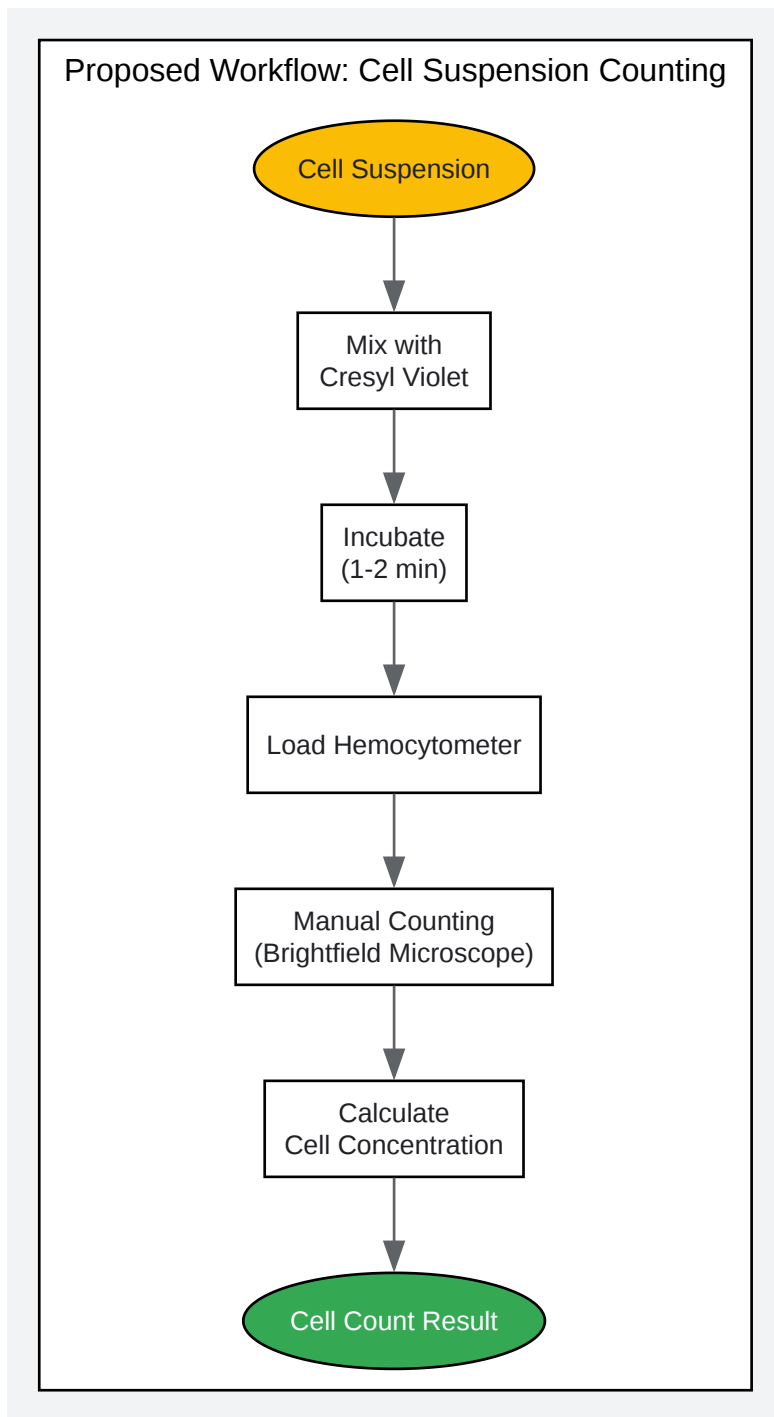 Proposed Workflow: Cell Suspension Counting
Cell Suspension
Mix with
Cresyl Violet
Incubate
(1-2 min)
Load Hemocytometer
Manual Counting
(Brightfield Microscope)
Calculate
Cell Concentration
Cell Count Result